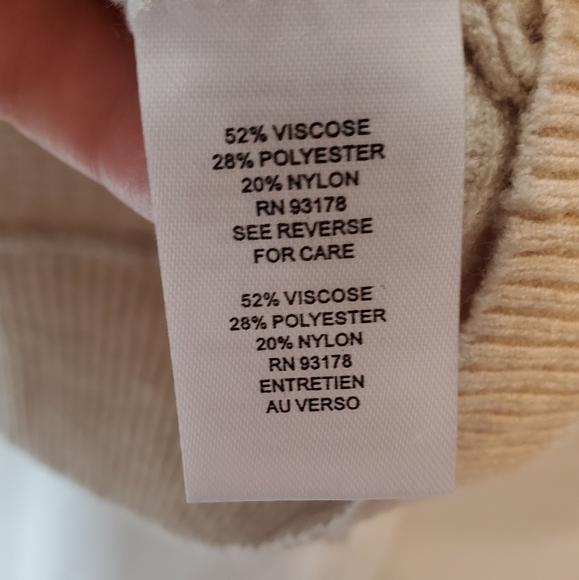 52% VISCOSE
28% POLYESTER
20% NYLON
RN 93178
SEE REVERSE
FOR CARE
52% VISCOSE
28% POLYESTER
20% NYLON
RN 93178
ENTRETIEN
AU VERSO